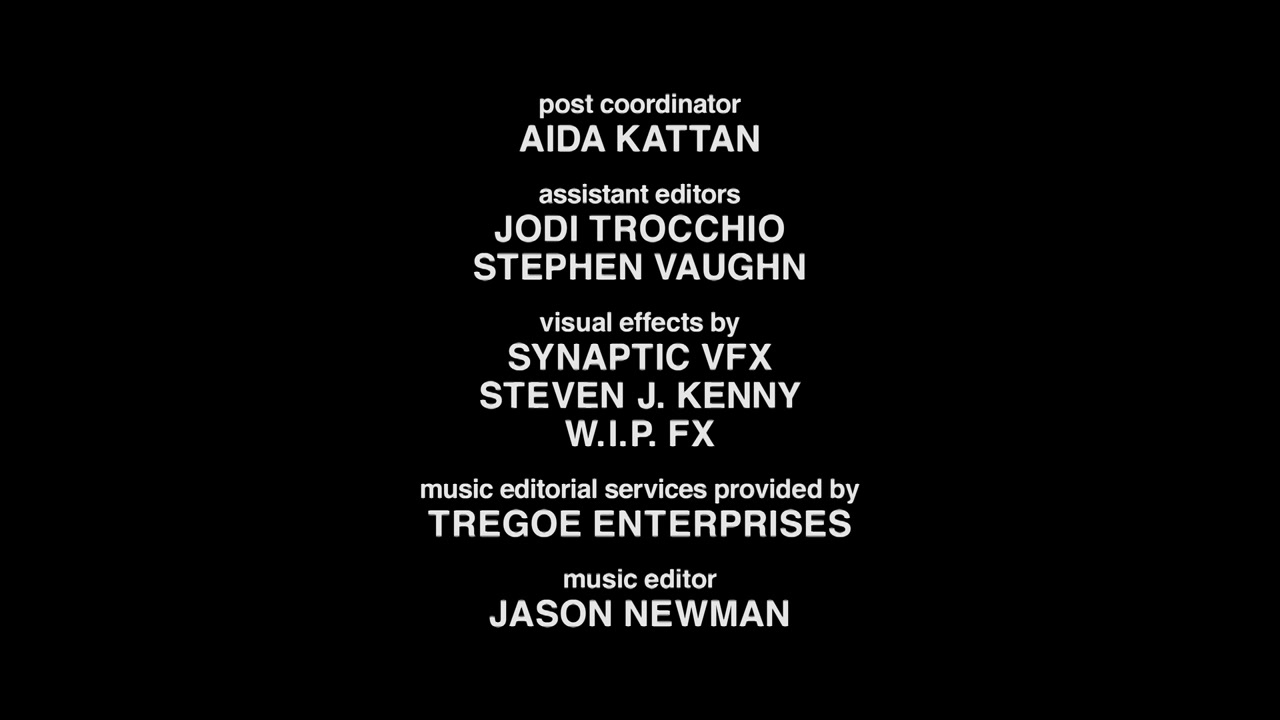 post coordinator
AIDA KATTAN
assistant editors
JODI TROCCHIO
STEPHEN VAUGHN
visual effects by
SYNAPTIC VFX
STEVEN J. KENNY
W.I.P. FX
music editorial services provided by
TREGOE ENTERPRISES
music editor
JASON NEWMAN